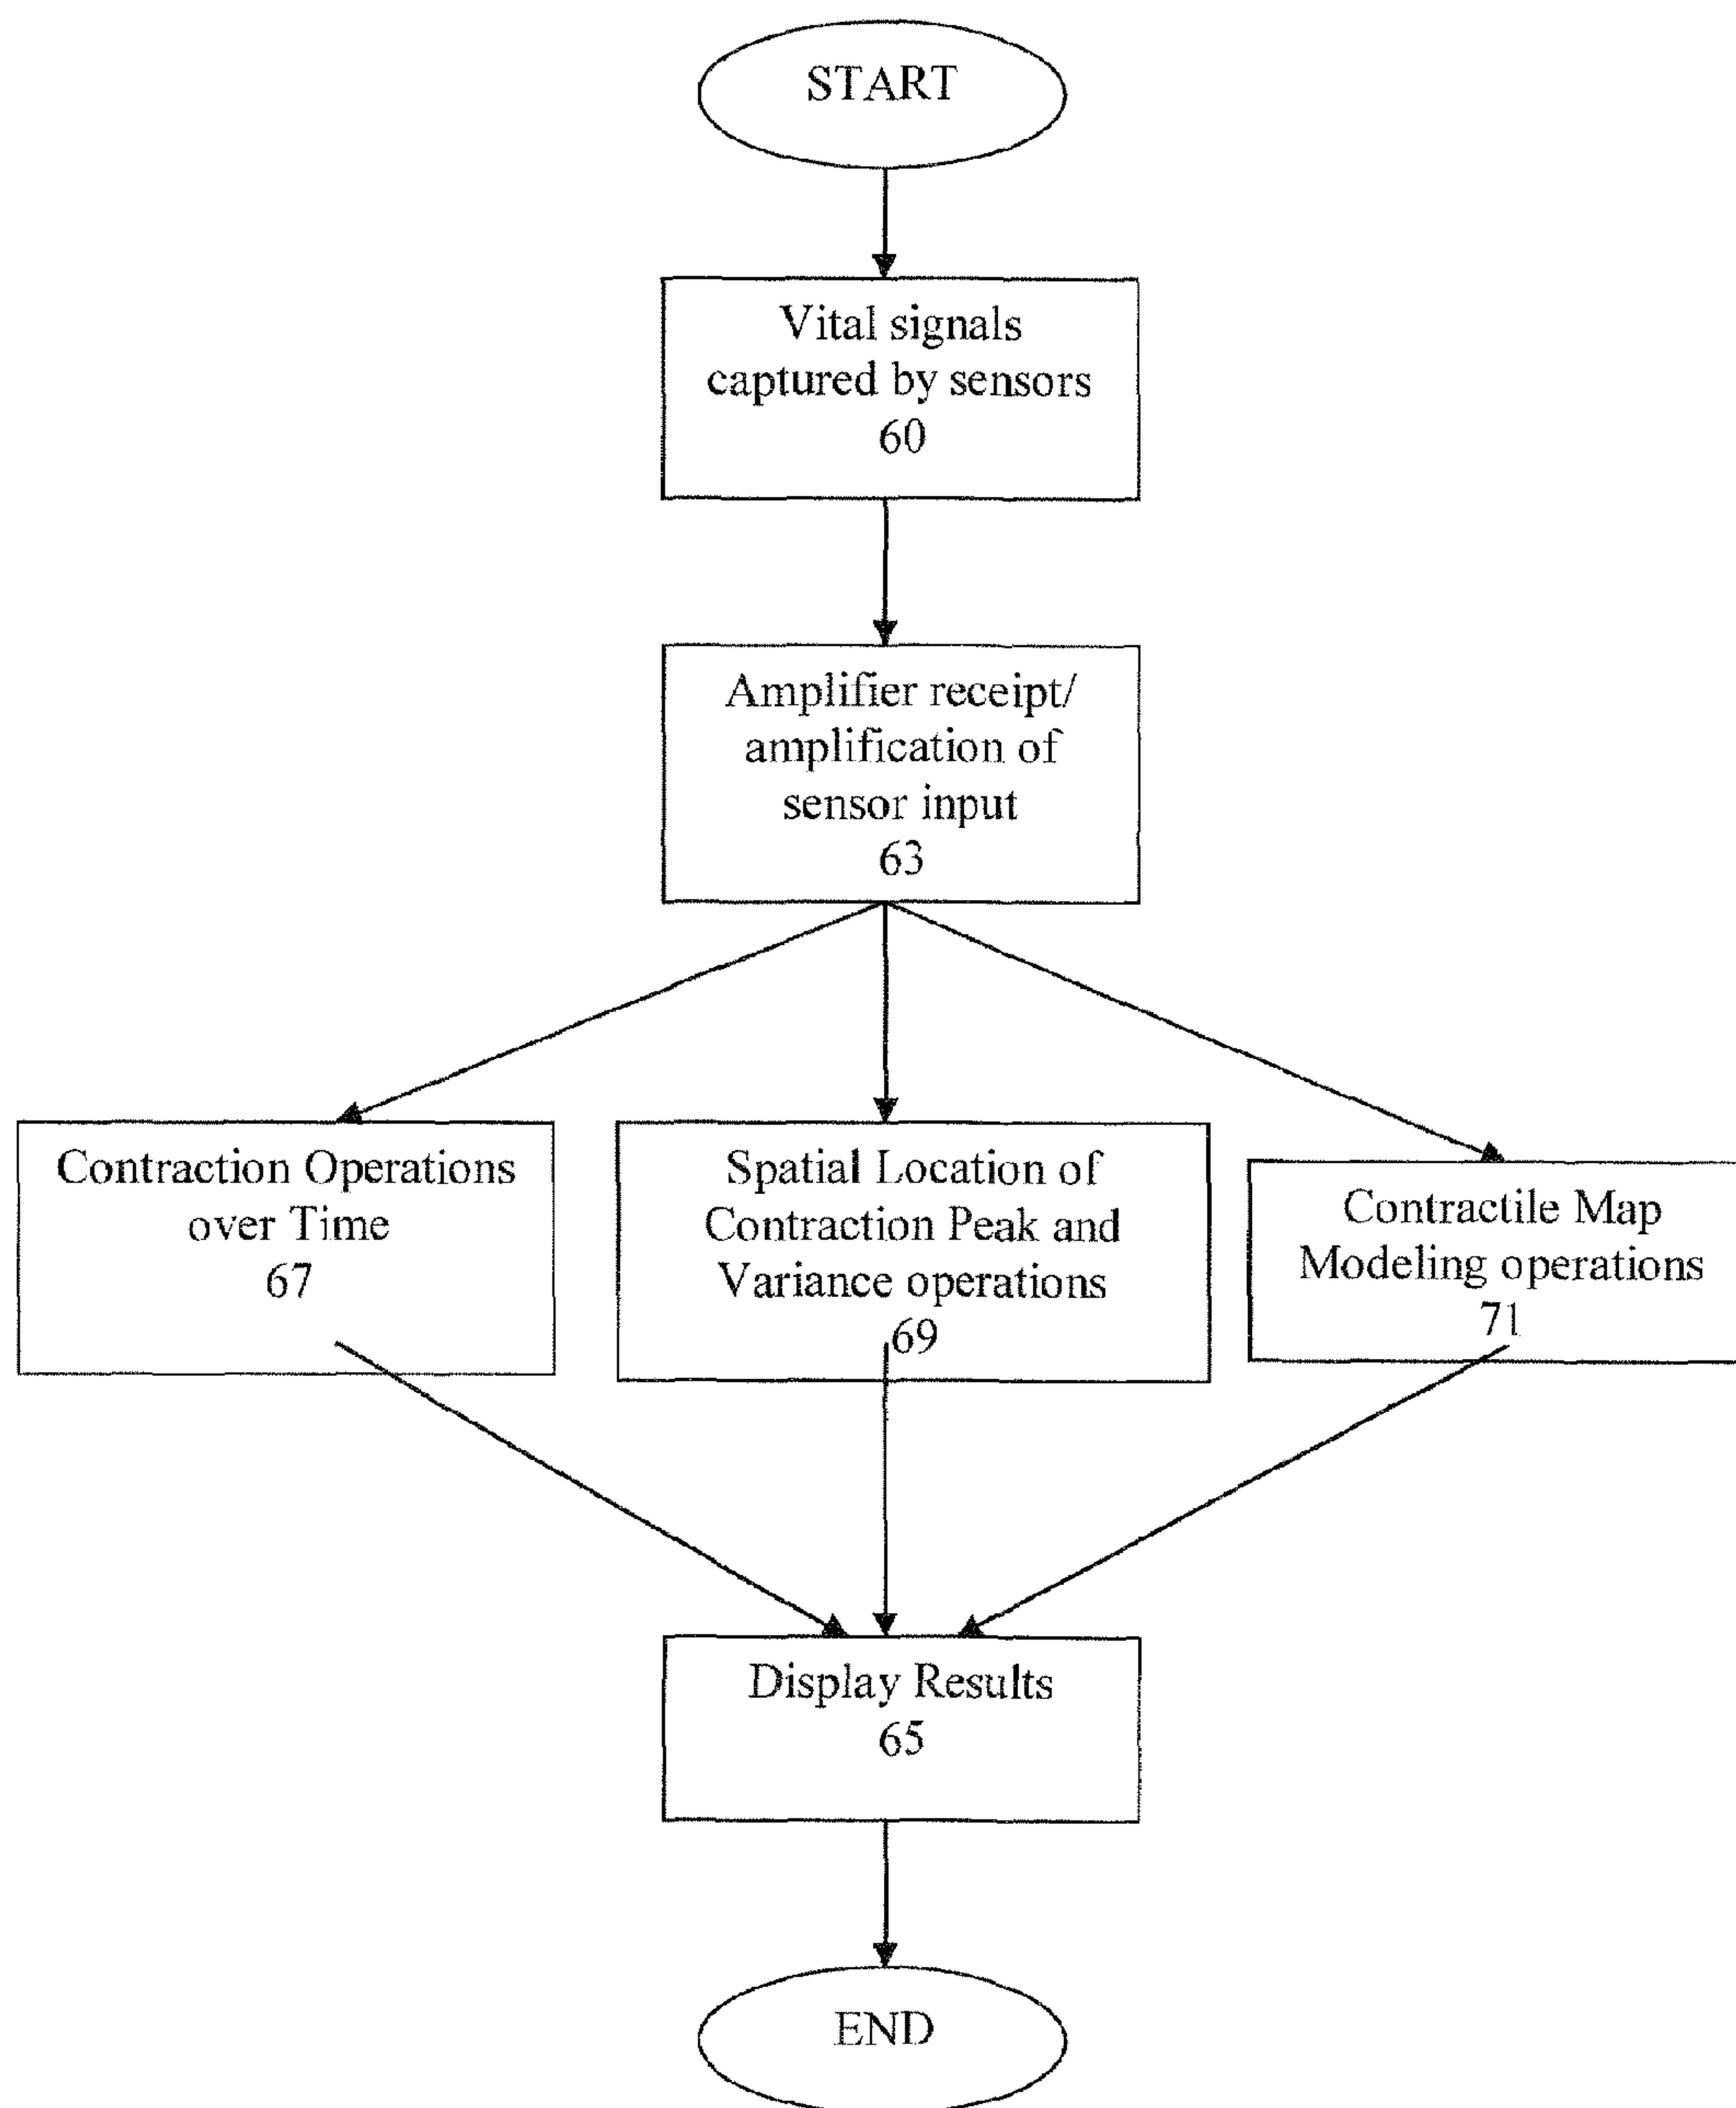 START
Vital signals
captured by sensors
60
Amplifier receipt/
amplification of
sensor input
63
Contraction Operations
over Time
67
Spatial Location of
Contraction Peak and
Variance operations
69
Contractile Map
Modeling operations
71
Display Results
65
END